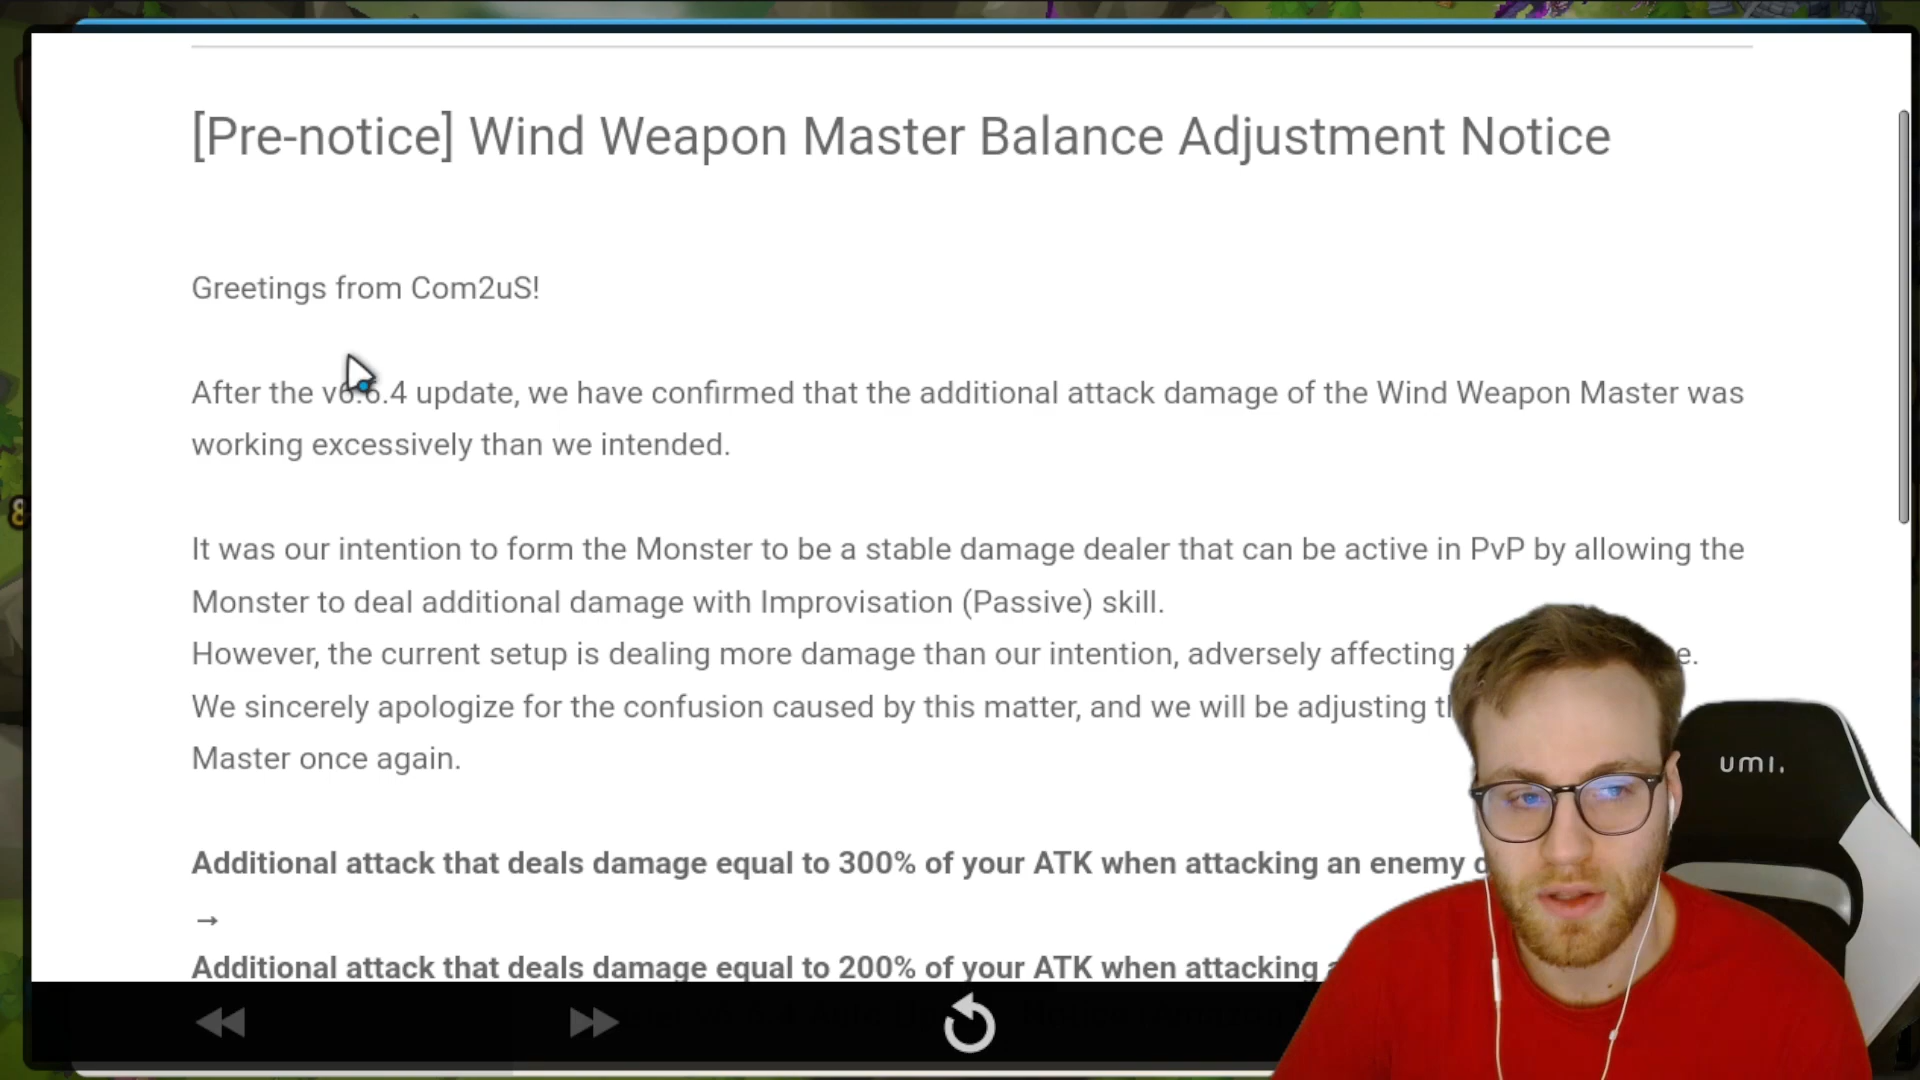 [Pre-notice] Wind Weapon Master Balance Adjustment Notice
Greetings from Com2uS!
After the v6.6.4 update, we have confirmed that the additional attack damage of the Wind Weapon Master was
working excessively than we intended.
It was our intention to form the Monster to be a stable damage dealer that can be active in PvP by allowing the
Monster to deal additional damage with Improvisation (Passive) skill.
However, the current setup is dealing more damage than our intention, adversely affecting
We sincerely apologize for the confusion caused by this matter, and we will be adjusting
Master once again.
umi.
Additional attack that deals damage equal to 300% of your ATK when attacking an enemy
→
Additional attack that deals damage equal to 200% of your ATK when attacking